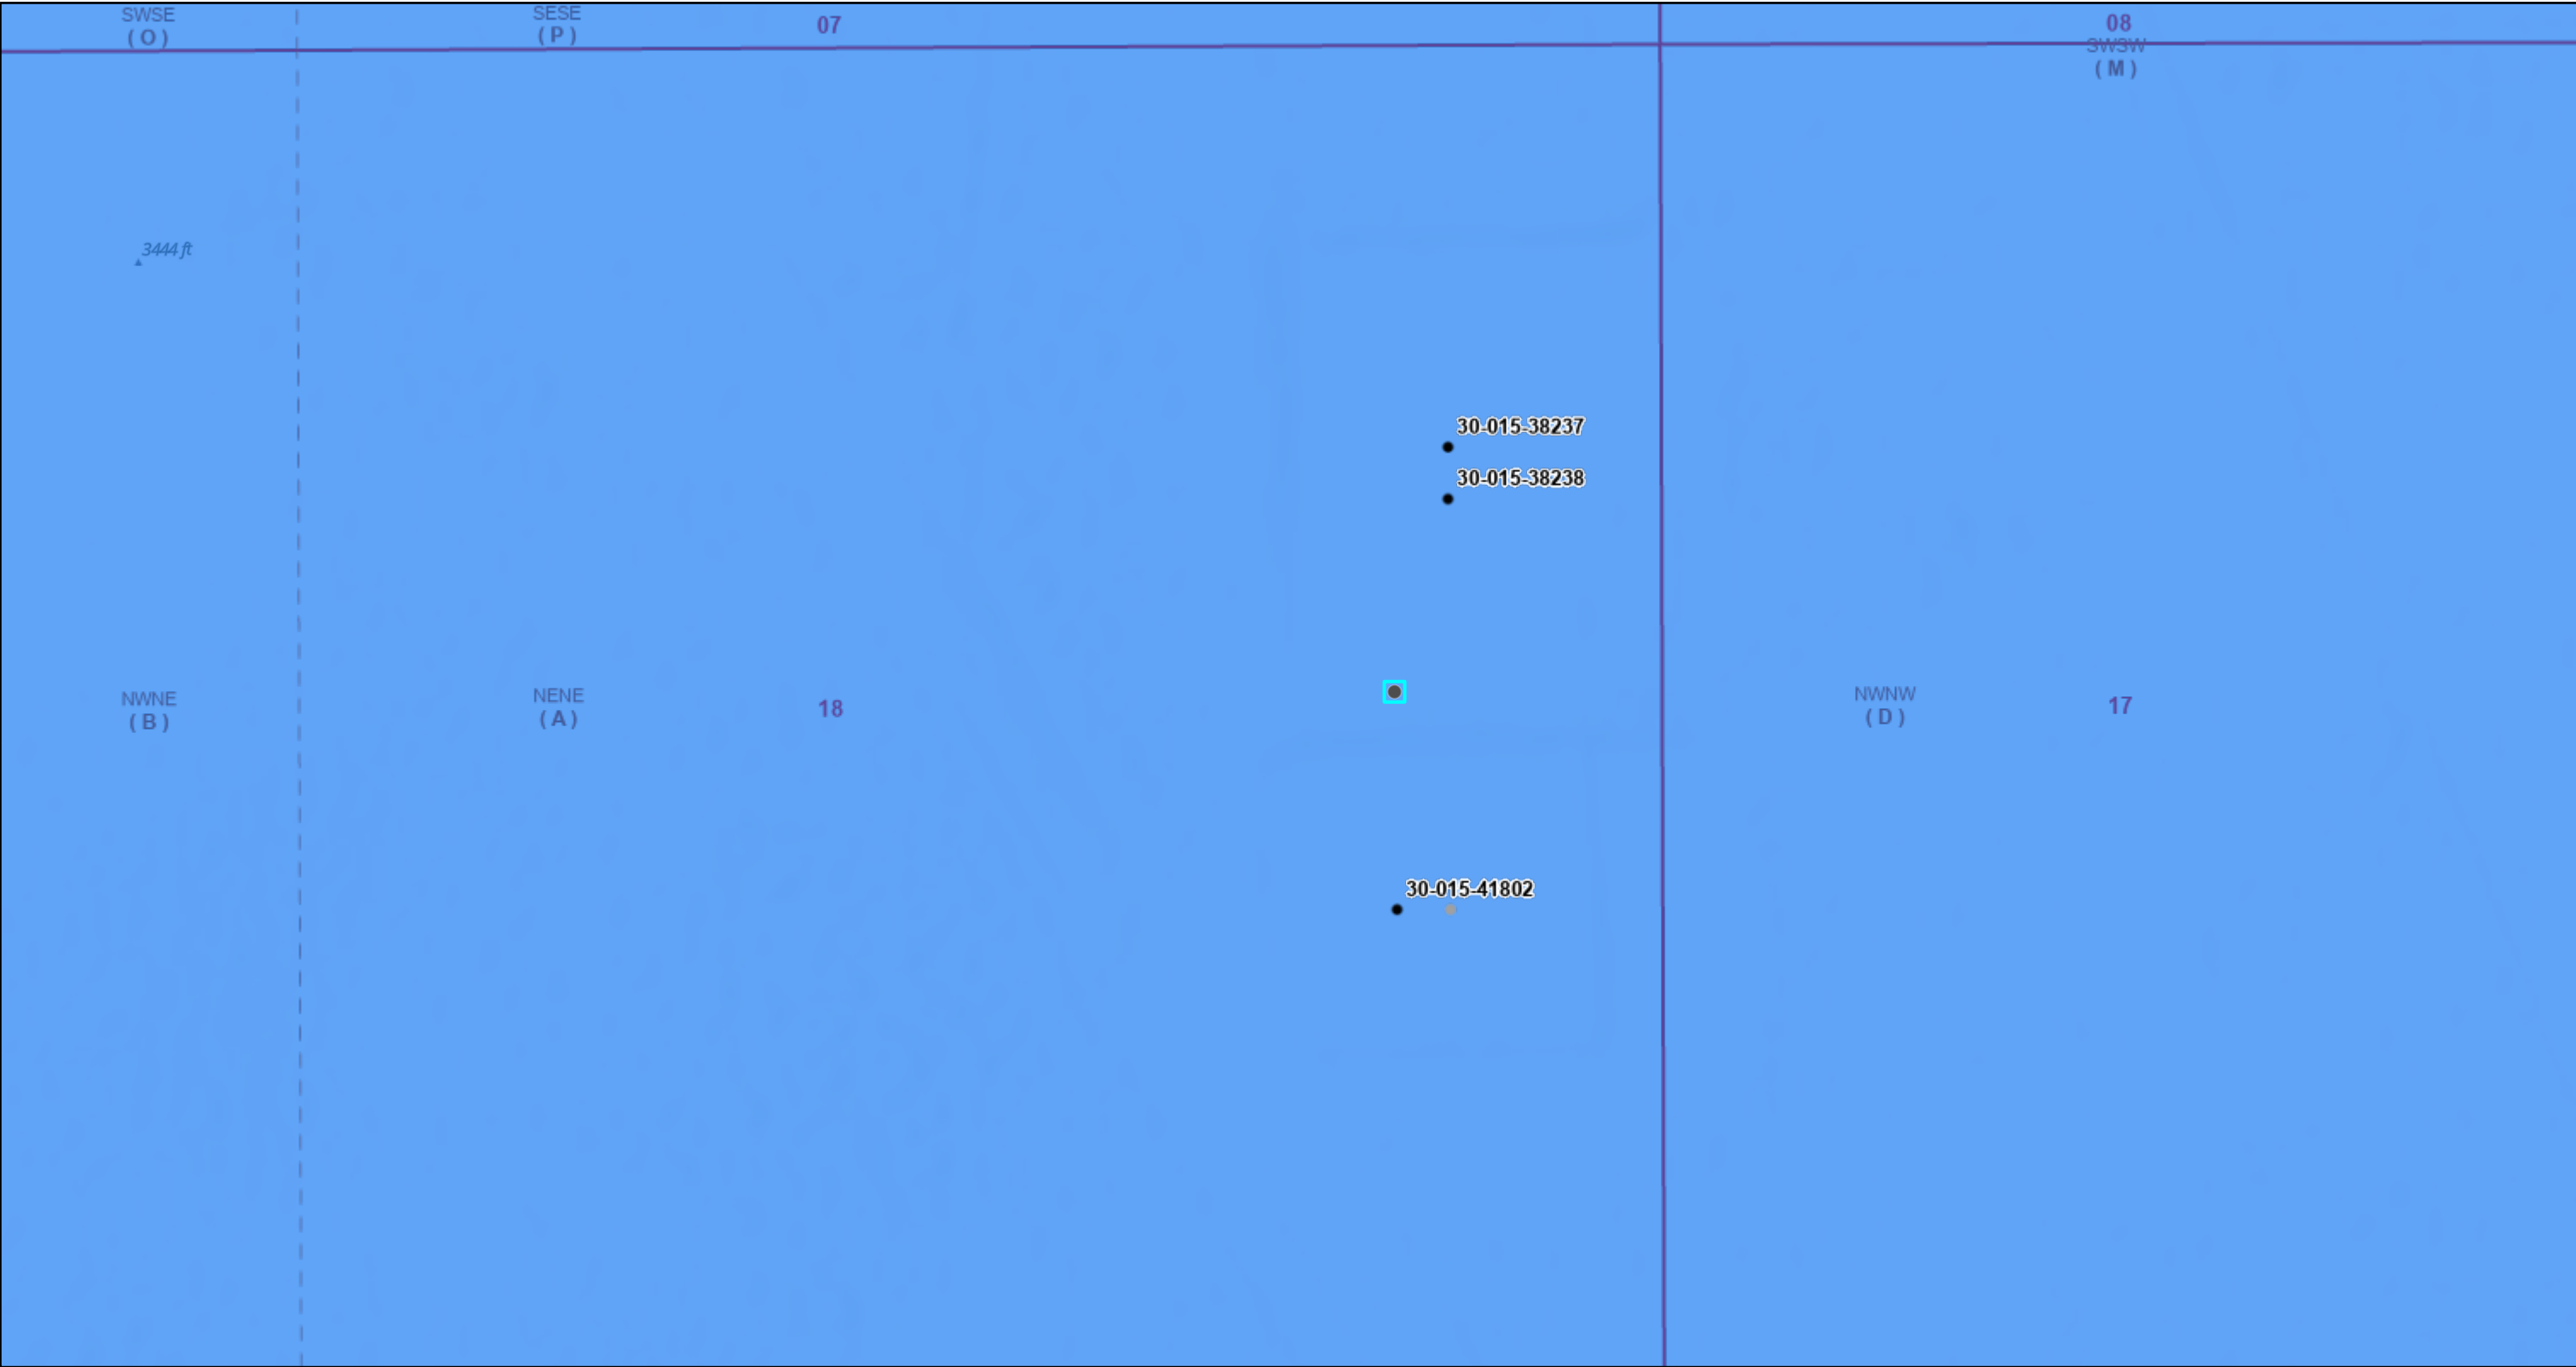 SWSE
( O )
SESE
( P )
07
08
SWSW
( M )
3444 ft
30-015-38237
30-015-38238
NWNE
( B )
NENE
( A )
18
NWNW
( D )
17
30-015-41802